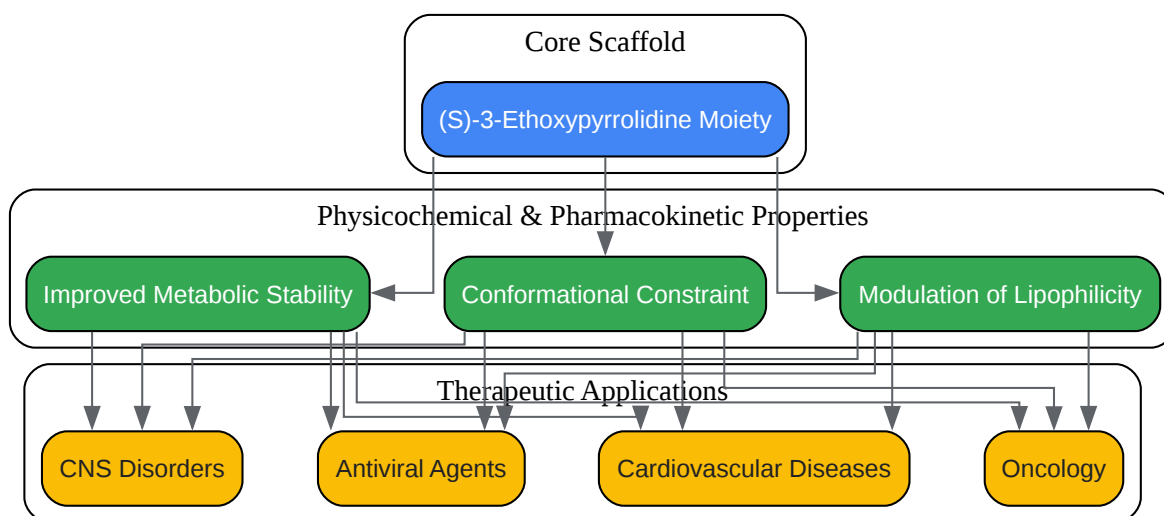 Core Scaffold
(S)-3-Ethoxypyrrolidine Moiety
Physicochemical & Pharmacokinetic Properties
Improved Metabolic Stability
Conformational Constraint
Modulation of Lipophilicity
Therapeutic Applications
CNS Disorders
Antiviral Agents
Cardiovascular Diseases
Oncology